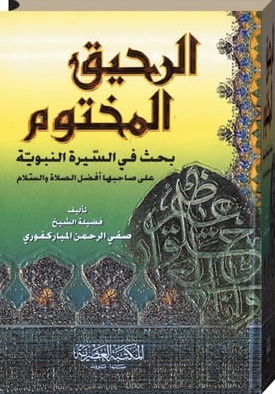 الرحيق
المختوم
بحث في السيرة النبوية
على صاحبها أفضل الصلاة والسلام
تأليف
فضيلة الشيخ
صفي الرحمن المباركفوري
المكتبة العصرية